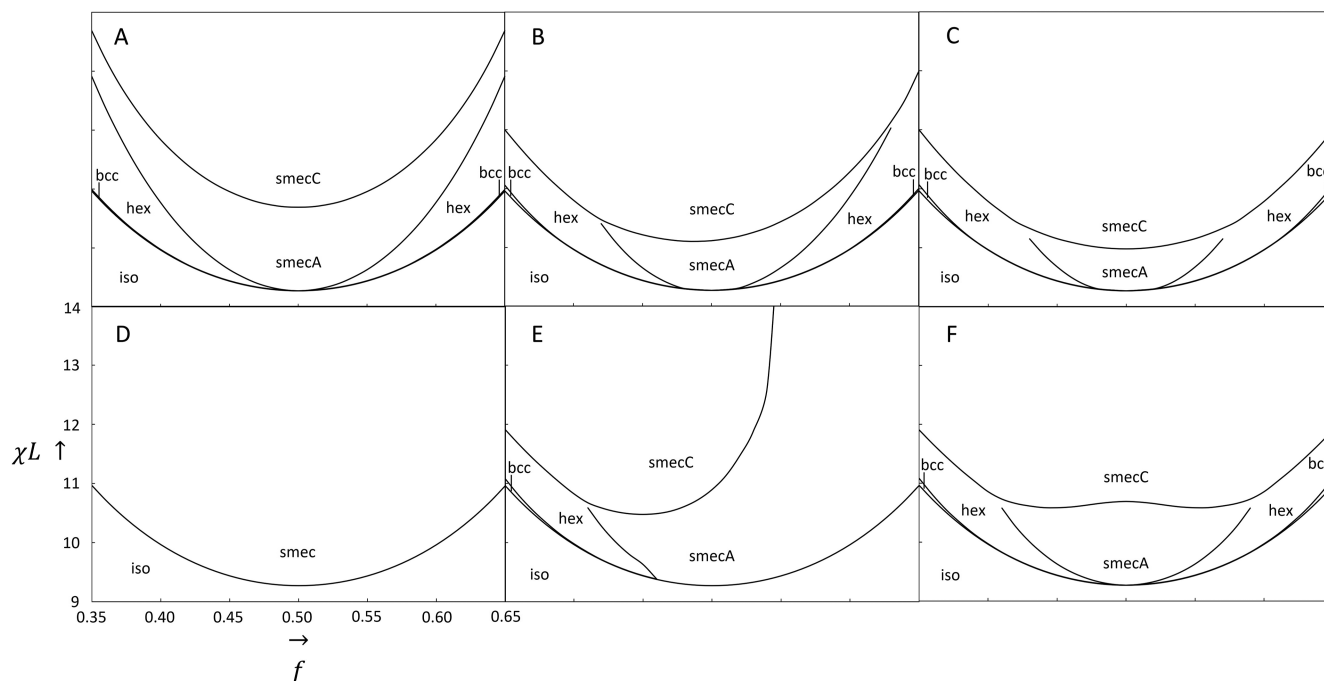 A
B
C
bcc
bcc
bcc
bcc
bcc
bcc
smecC
smecC
smecC
hex
hex
hex
hex
hex
hex
smecA
smecA
smecA
iso
iso
iso
14
D
E
F
13
12
χL ↑
smecC
smecC
bcc
bcc
bc
11
hex
hex
hex
10
smec
smecA
smecA
iso
iso
iso
9
0.35
0.40
0.45
0.50
0.55
0.60
0.65
→
f